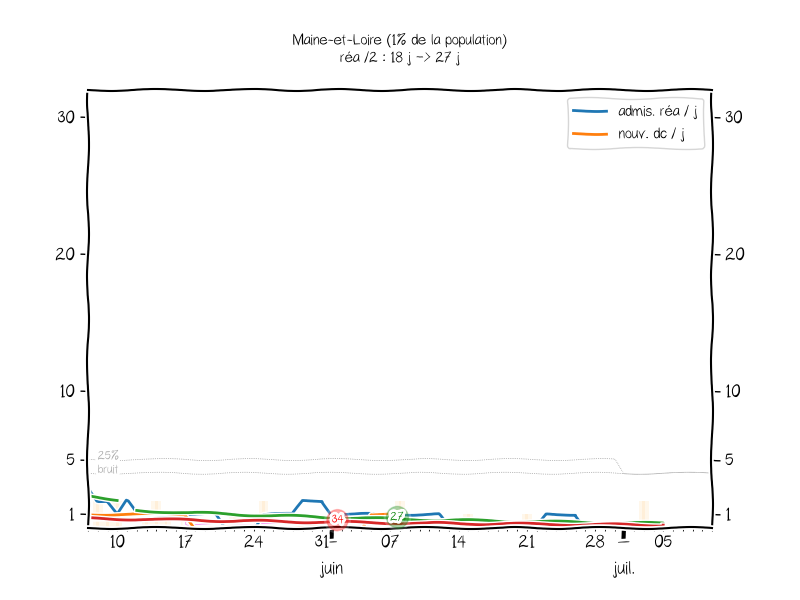 Maine-et-Loire (1% de la population)
réa /2 : 18 j -> 27 j
admis. réa / j
nouv. dc / j
30
30
20
20
10
10
5
5
25%
bruit
1
1
34
27
10 17 24 31 07 14 21 28 05
juin juil.